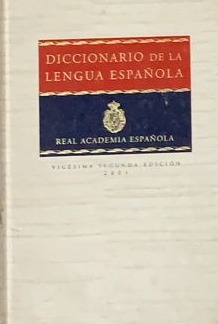 DICCIONARIO DE LA
LENGUA ESPAÑOLA
REAL ACADEMIA ESPAÑOLA
VIGÉSIMA SEGUNDA EDICIÓN
2001